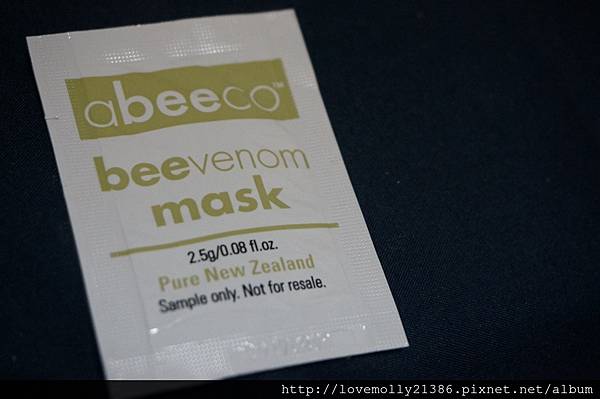 abeeco™
beevenom
mask
2.5g/0.08 fl.oz.
Pure New Zealand
Sample only. Not for resale.
http://lovemolly21386.pixnet.net/album